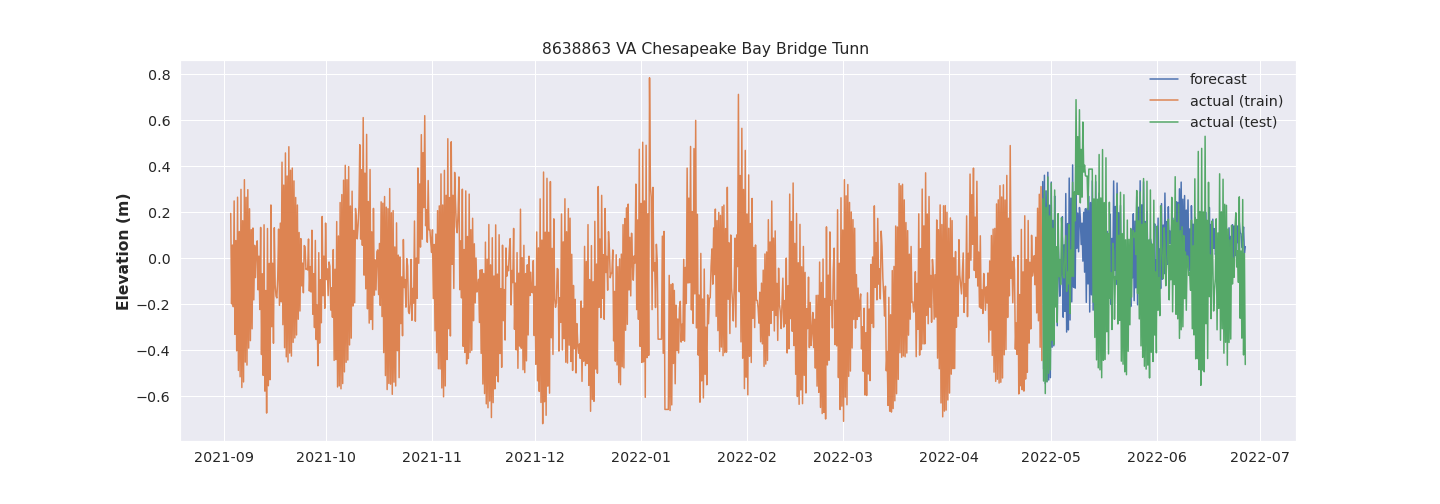 8638863 VA Chesapeake Bay Bridge Tunn
Elevation (m)
0.8
0.6
0.4
0.2
0.0
−0.2
−0.4
−0.6
forecast
actual (train)
actual (test)
2021-09 2021-10 2021-11 2021-12 2022-01 2022-02 2022-03 2022-04 2022-05 2022-06 2022-07